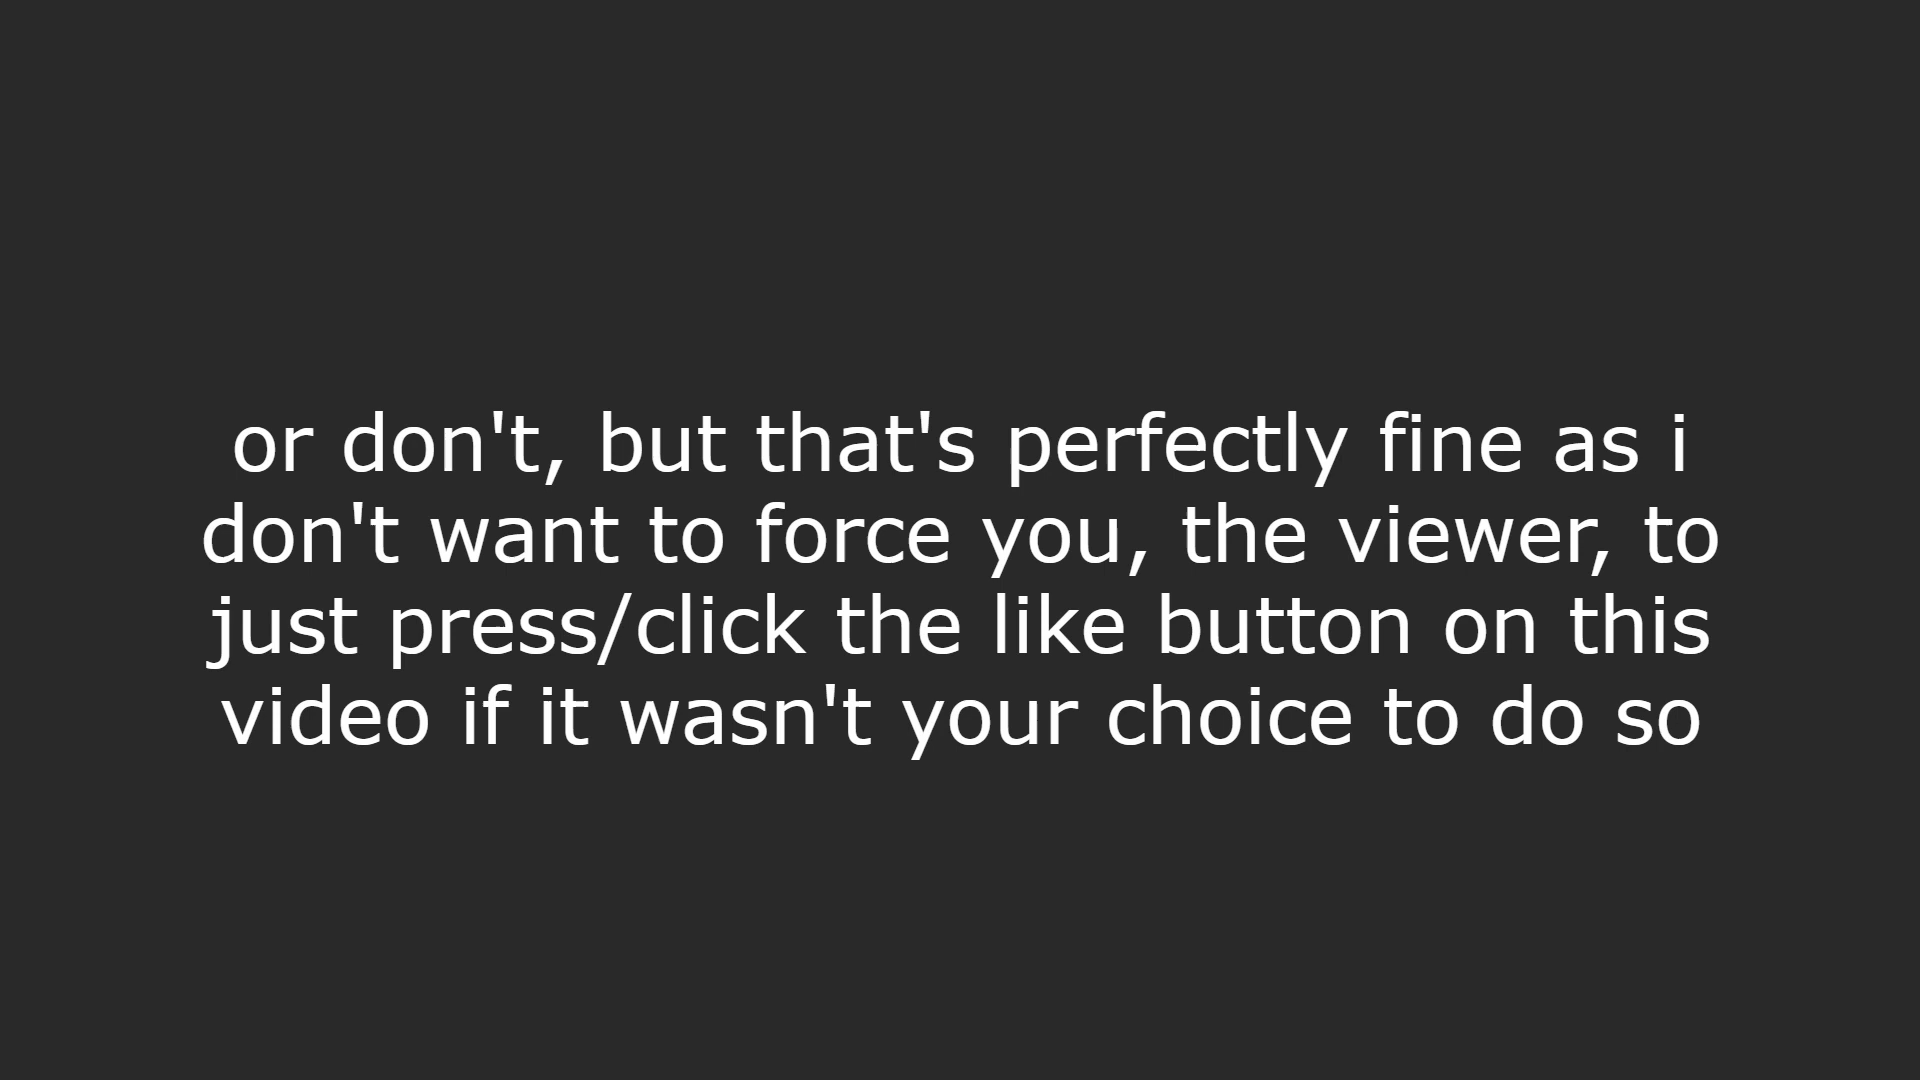 or don't, but that's perfectly fine as i
don't want to force you, the viewer, to
just press/click the like button on this
video if it wasn't your choice to do so